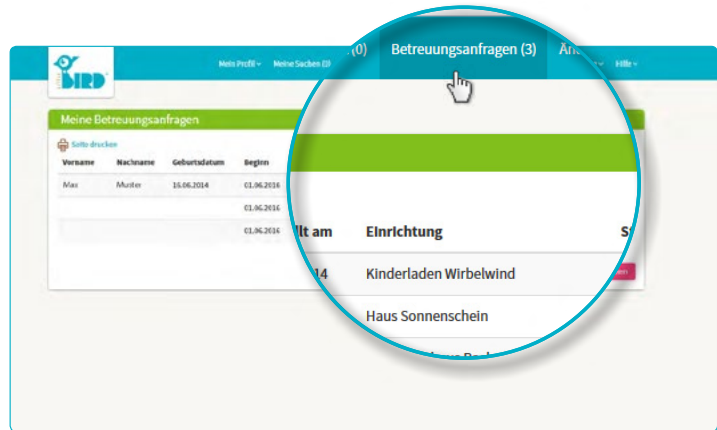 BIRD
Mein Profil
Meine Suchen (0)
(0)
Betreuungsanfragen (3)
Hilfe
Meine Betreuungsanfragen
Seite drucken
Vorname Nachname Geburtsdatum Beginn
llt am Einrichtung
Max Muster 16.06.2014 01.06.2016
14 Kinderladen Wirbelwind
01.06.2016
Haus Sonnenschein
01.06.2016